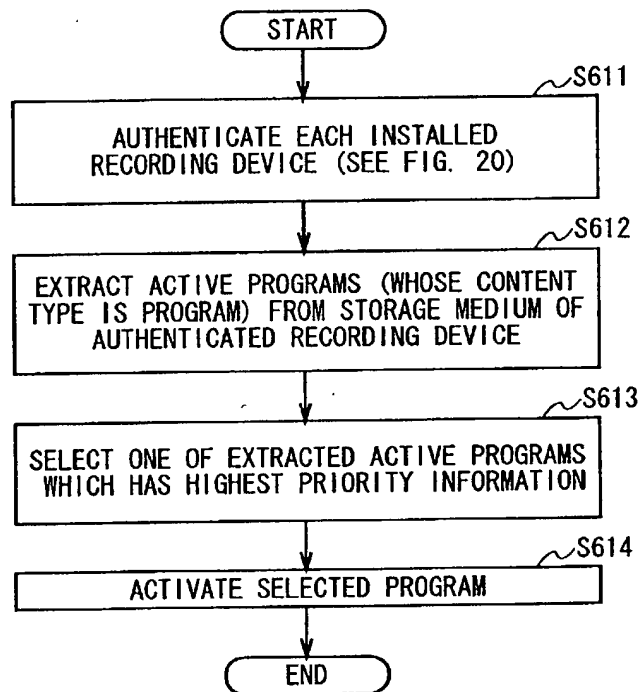 START
S611
AUTHENTICATE EACH INSTALLED
RECORDING DEVICE (SEE FIG. 20)
S612
EXTRACT ACTIVE PROGRAMS (WHOSE CONTENT
TYPE IS PROGRAM) FROM STORAGE MEDIUM OF
AUTHENTICATED RECORDING DEVICE
S613
SELECT ONE OF EXTRACTED ACTIVE PROGRAMS
WHICH HAS HIGHEST PRIORITY INFORMATION
S614
ACTIVATE SELECTED PROGRAM
END